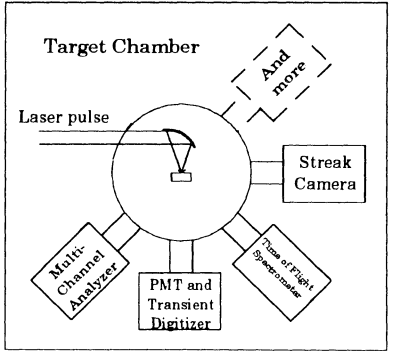 Target Chamber
And
more
Laser pulse
Streak
Camera
Multi-
Channel
Analyzer
PMT and
Transient
Digitizer
Time of Flight
Spectrometer